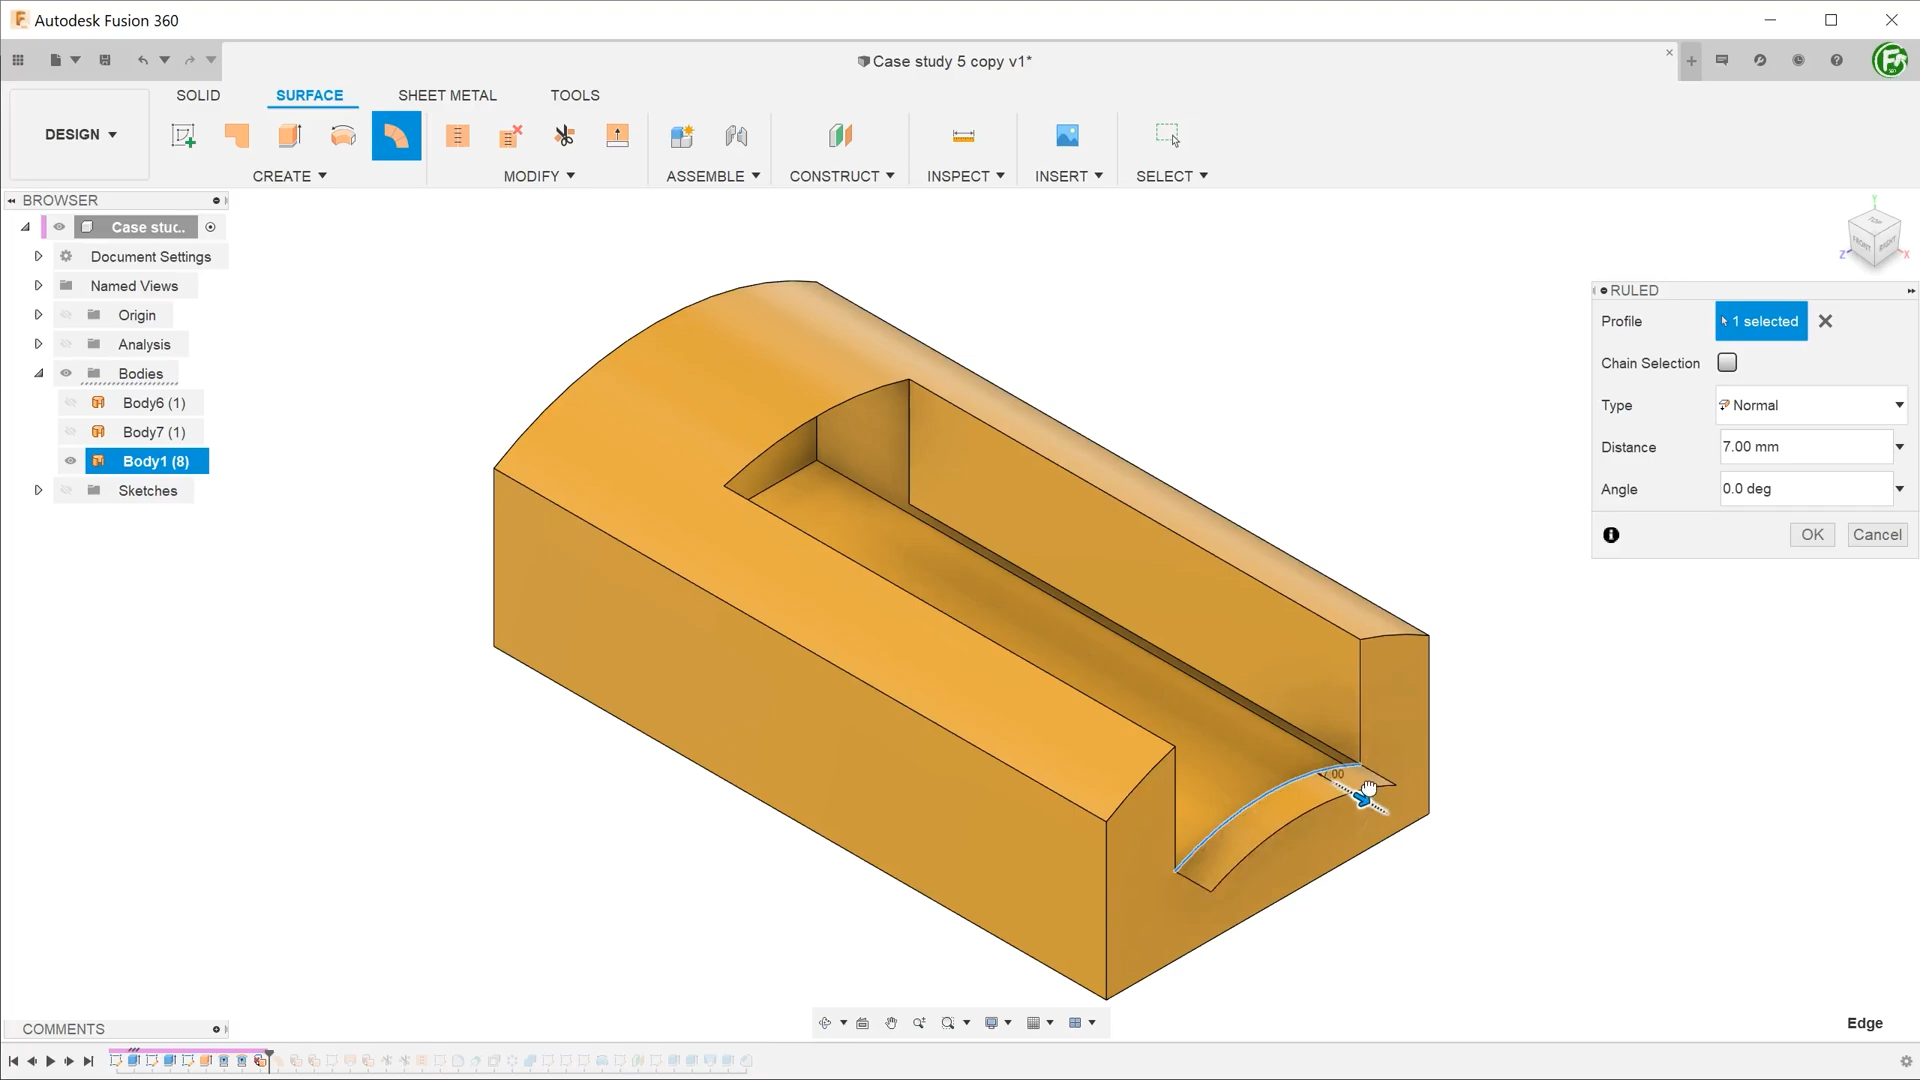 Autodesk Fusion 360
Case study 5 copy v1*
SOLID SURFACE SHEET METAL TOOLS
DESIGN
CREATE MODIFY ASSEMBLE CONSTRUCT INSPECT INSERT SELECT
BROWSER
Case stuc..
Document Settings
Named Views
Origin
Analysis
Bodies
Body6 (1)
Body7 (1)
Body1 (8)
Sketches
TOP
FRONT
RIGHT
Y
Z
X
RULED
Profile 1 selected
Chain Selection
Type Normal
Distance 7.00 mm
Angle 0.0 deg
OK Cancel
COMMENTS
Edge